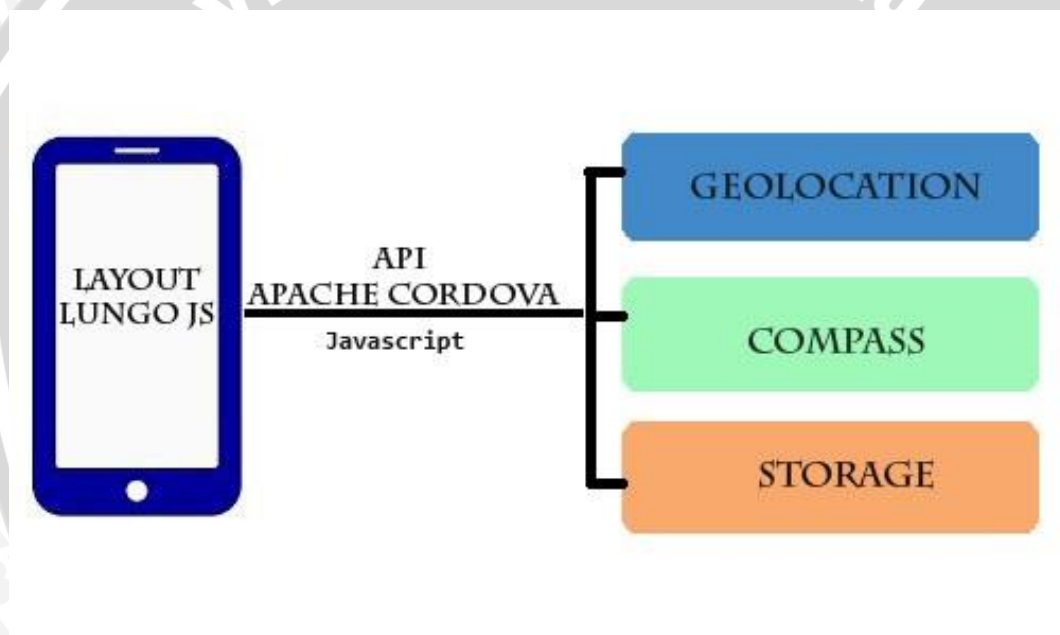 LAYOUT
LUNGO JS
API
APACHE CORDOVA
Javascript
GEOLOCATION
COMPASS
STORAGE